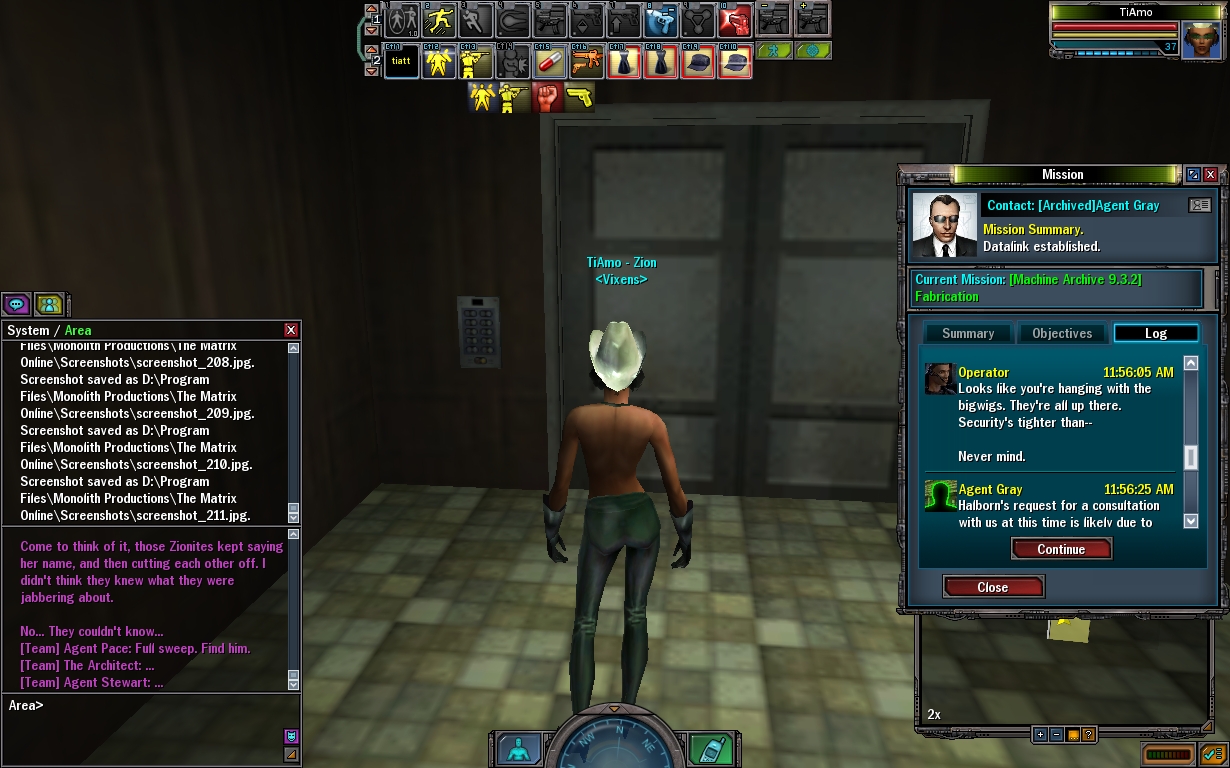 1
1.0
2
Ctrl1
tiatt
TiAmo
37
Mission
Contact: [Archived]Agent Gray
Mission Summary.
Datalink established.
Current Mission: [Machine Archive 9.3.2]
Fabrication
Summary
Objectives
Log
Operator
11:56:05 AM
Looks like you're hanging with the
bigwigs. They're all up there.
Security's tighter than--
Never mind.
Agent Gray
11:56:25 AM
Halborn's request for a consultation
with us at this time is likely due to
Continue
Close
TiAmo - Zion
<Vixens>
System / Area
Files\Monolith Productions\The Matrix
Online\Screenshots\screenshot_208.jpg.
Screenshot saved as D:\Program
Files\Monolith Productions\The Matrix
Online\Screenshots\screenshot_209.jpg.
Screenshot saved as D:\Program
Files\Monolith Productions\The Matrix
Online\Screenshots\screenshot_210.jpg.
Screenshot saved as D:\Program
Files\Monolith Productions\The Matrix
Online\Screenshots\screenshot_211.jpg.
Come to think of it, those Zionites kept saying
her name, and then cutting each other off. I
didn't think they knew what they were
jabbering about.
No... They couldn't know...
[Team] Agent Pace: Full sweep. Find him.
[Team] The Architect: ...
[Team] Agent Stewart: ...
Area>
NW
N
NE
2x